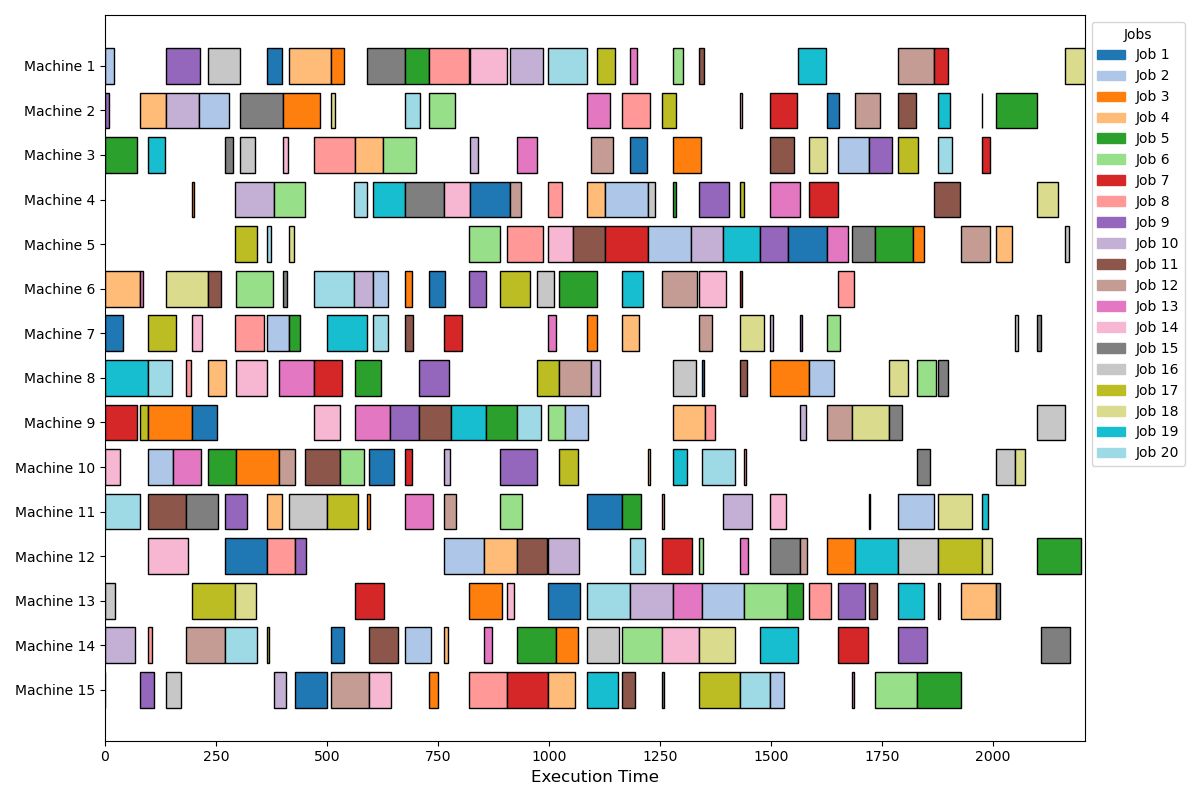 Machine 1
Machine 2
Machine 3
Machine 4
Machine 5
Machine 6
Machine 7
Machine 8
Machine 9
Machine 10
Machine 11
Machine 12
Machine 13
Machine 14
Machine 15
0 250 500 750 1000 1250 1500 1750 2000
Execution Time
Jobs
Job 1
Job 2
Job 3
Job 4
Job 5
Job 6
Job 7
Job 8
Job 9
Job 10
Job 11
Job 12
Job 13
Job 14
Job 15
Job 16
Job 17
Job 18
Job 19
Job 20